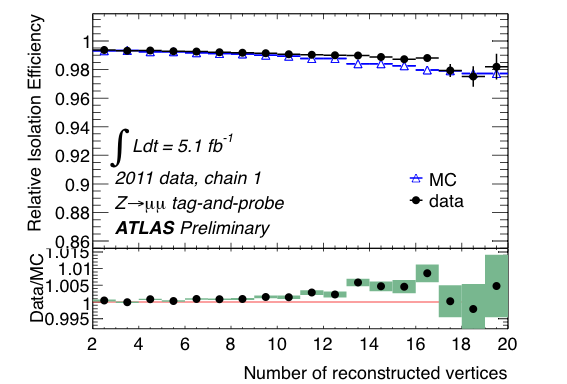 Relative Isolation Efficiency
1
0.98
0.96
0.94
0.92
0.9
0.88
0.86
∫ Ldt = 5.1 fb⁻¹
2011 data, chain 1
Z→μμ tag-and-probe
ATLAS Preliminary
MC
data
Data/MC
1.015
1.01
1.005
1
0.995
2 4 6 8 10 12 14 16 18 20
Number of reconstructed vertices